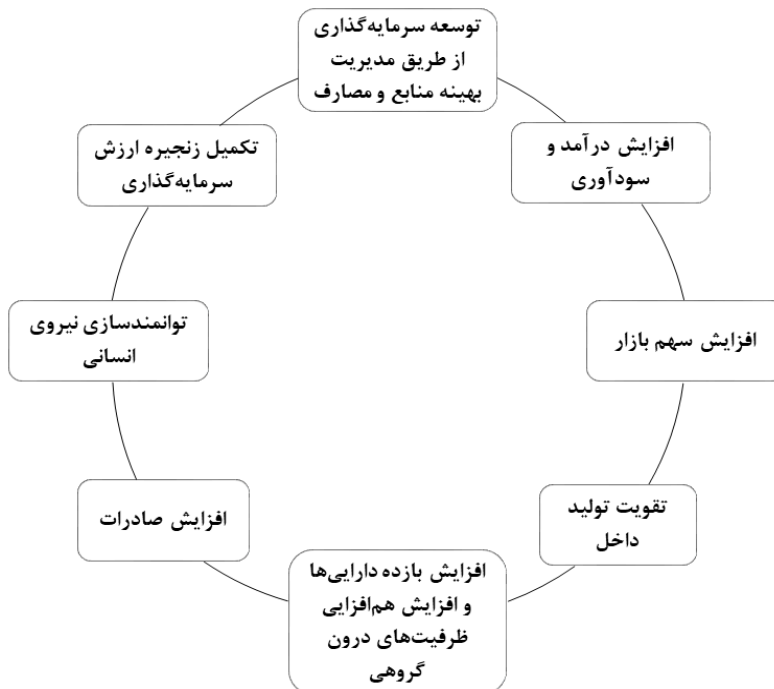 توسعه سرمایه‌گذاری
از طریق مدیریت
بهینه منابع و مصارف
افزایش درآمد و
سودآوری
افزایش سهم بازار
تقویت تولید
داخل
افزایش بازده دارایی‌ها
و افزایش هم‌افزایی
ظرفیت‌های درون
گروهی
افزایش صادرات
توانمندسازی نیروی
انسانی
تکمیل زنجیره ارزش
سرمایه‌گذاری